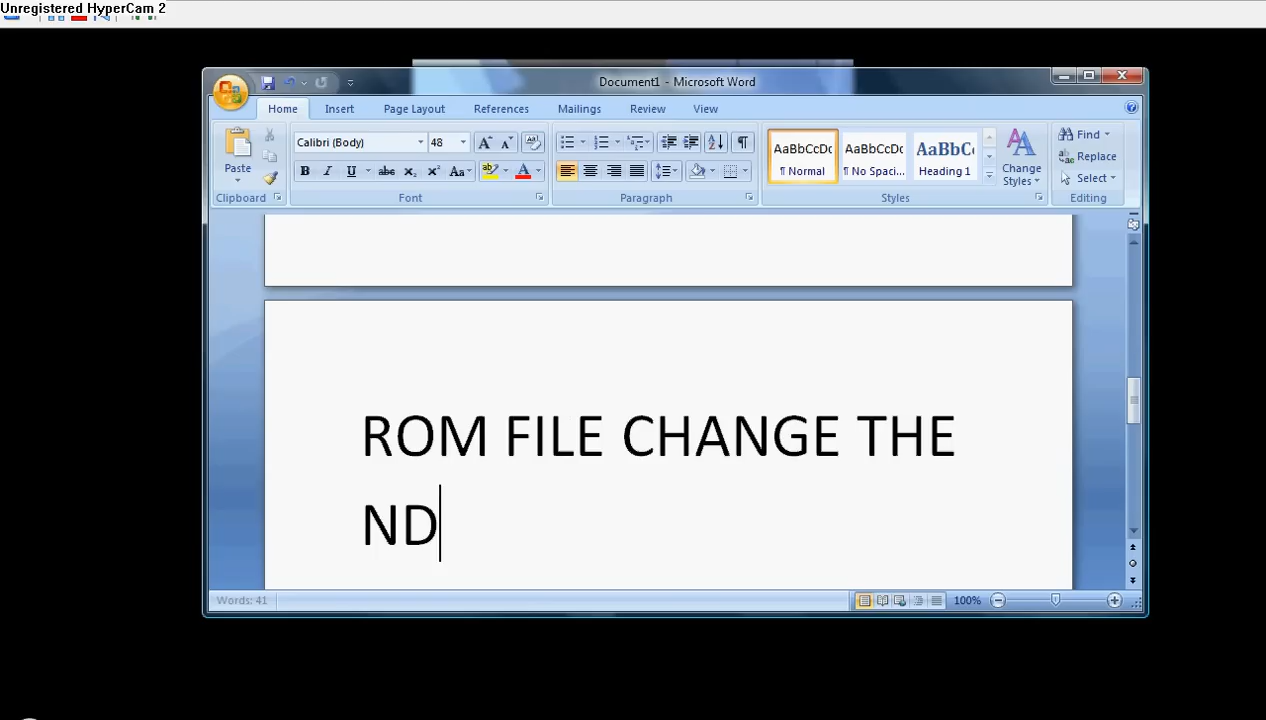 Unregistered HyperCam 2
Document1 - Microsoft Word
Home Insert Page Layout References Mailings Review View
Calibri (Body) 48
Paste
AaBbCcDc AaBbCcDc AaBbCc
¶ Normal ¶ No Spaci... Heading 1
Change Styles
Find
Replace
Select
Clipboard Font Paragraph Styles Editing
ROM FILE CHANGE THE
ND
Words: 41 100%